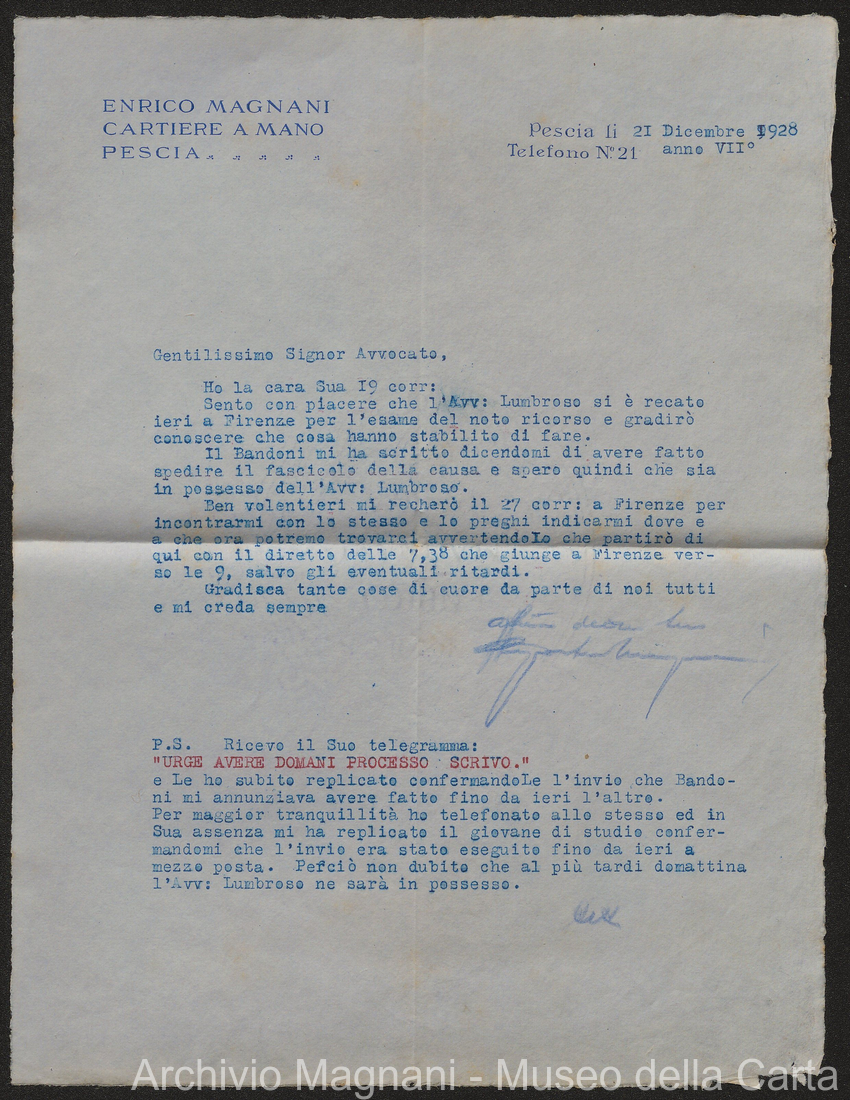 ENRICO MAGNANI
CARTIERE A MANO
PESCIA
Pescia li 21 Dicembre 1928
Telefono N.º 21 anno VIIº
Gentilissimo Signor Avvocato,
Ho la cara Sua 19 corr:
Sento con piacere che l'Avv: Lumbroso si è recato
ieri a Firenze per l'esame del noto ricorso e gradirò
conoscere che cosa hanno stabilito di fare.
Il Bandoni mi ha scritto dicendomi di avere fatto
spedire il fascicolo della causa e spero quindi che sia
in possesso dell'Avv: Lumbroso.
Ben volentieri mi recherò il 27 corr: a Firenze per
incontrarmi con lo stesso e lo preghi indicarmi dove e
a che ora potremo trovarci avvertendoLo che partirò di
qui con il diretto delle 7,38 che giunge a Firenze ver-
so le 9, salvo gli eventuali ritardi.
Gradisca tante cose di cuore da parte di noi tutti
e mi creda sempre
P.S. Ricevo il Suo telegramma:
"URGE AVERE DOMANI PROCESSO SCRIVO."
e Le ho subito replicato confermandoLe l'invio che Bando-
ni mi annunziava avere fatto fino da ieri l'altro.
Per maggior tranquillità ho telefonato allo stesso ed in
Sua assenza mi ha replicato il giovane di studio confer-
mandomi che l'invio era stato eseguito fino da ieri a
mezzo posta. Pefciò non dubito che al più tardi domattina
l'Avv: Lumbroso ne sarà in possesso.
Archivio Magnani - Museo della Carta